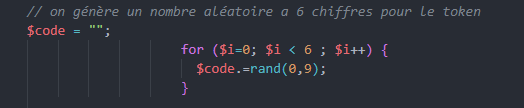 // on génère un nombre aléatoire a 6 chiffres pour le token
$code = "";
for ($i=0; $i < 6 ; $i++) {
$code.=rand(0,9);
}